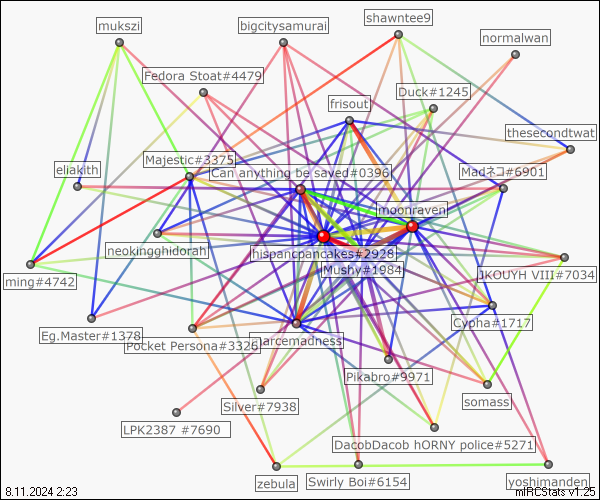 shawntee9
mukszi
bigcitysamurai
normalwan
Fedora Stoat#4479
Duck#1245
frisout
thesecondtwat
Majestic#3375
eliakith
Can anything be saved#0396
Macネコ#6901
moonraven
neokingghidorah
hispancpancakes#2928
Mushy#1984
1KOUYU VIII#7034
ming#4742
Cypha#1717
Eg.Master#1378
Pocket Persona#3326
marcemadness
Pikabro#9971
somass
Silver#7938
LPK2387 #7690
DacobDacob hORNY police#5271
zebula
Swirly Boi#6154
yoshimanden
8.11.2024 2:23
mIRCStats v1.25